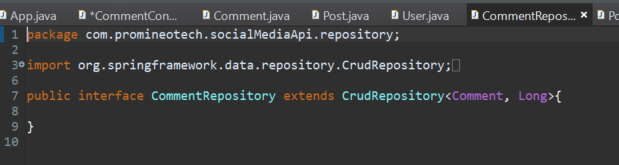 App.java *CommentCon... Comment.java Post.java User.java CommentRepos... Po
1 package com.promineotech.socialMediaApi.repository;
2
3 import org.springframework.data.repository.CrudRepository;
6
7 public interface CommentRepository extends CrudRepository<Comment, Long>{
8
9 }
10